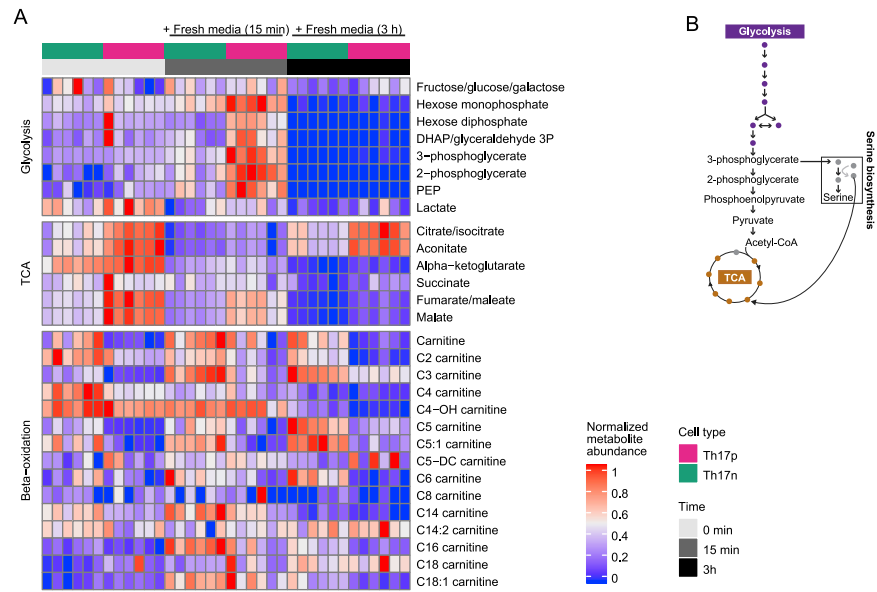 A
+ Fresh media (15 min)
+ Fresh media (3 h)
Glycolysis
Fructose/glucose/galactose
Hexose monophosphate
Hexose diphosphate
DHAP/glyceraldehyde 3P
3−phosphoglycerate
2−phosphoglycerate
PEP
Lactate
TCA
Citrate/isocitrate
Aconitate
Alpha−ketoglutarate
Succinate
Fumarate/maleate
Malate
Beta−oxidation
Carnitine
C2 carnitine
C3 carnitine
C4 carnitine
C4−OH carnitine
C5 carnitine
C5:1 carnitine
C5−DC carnitine
C6 carnitine
C8 carnitine
C14 carnitine
C14:2 carnitine
C16 carnitine
C18 carnitine
C18:1 carnitine
Normalized
metabolite
abundance
1
0,8
0,6
0,4
0,2
0
B
Glycolysis
3-phosphoglycerate
2-phosphoglycerate
Phosphoenolpyruvate
Pyruvate
Acetyl-CoA
TCA
Serine
Serine biosynthesis
Cell type
Th17p
Th17n
Time
0 min
15 min
3h